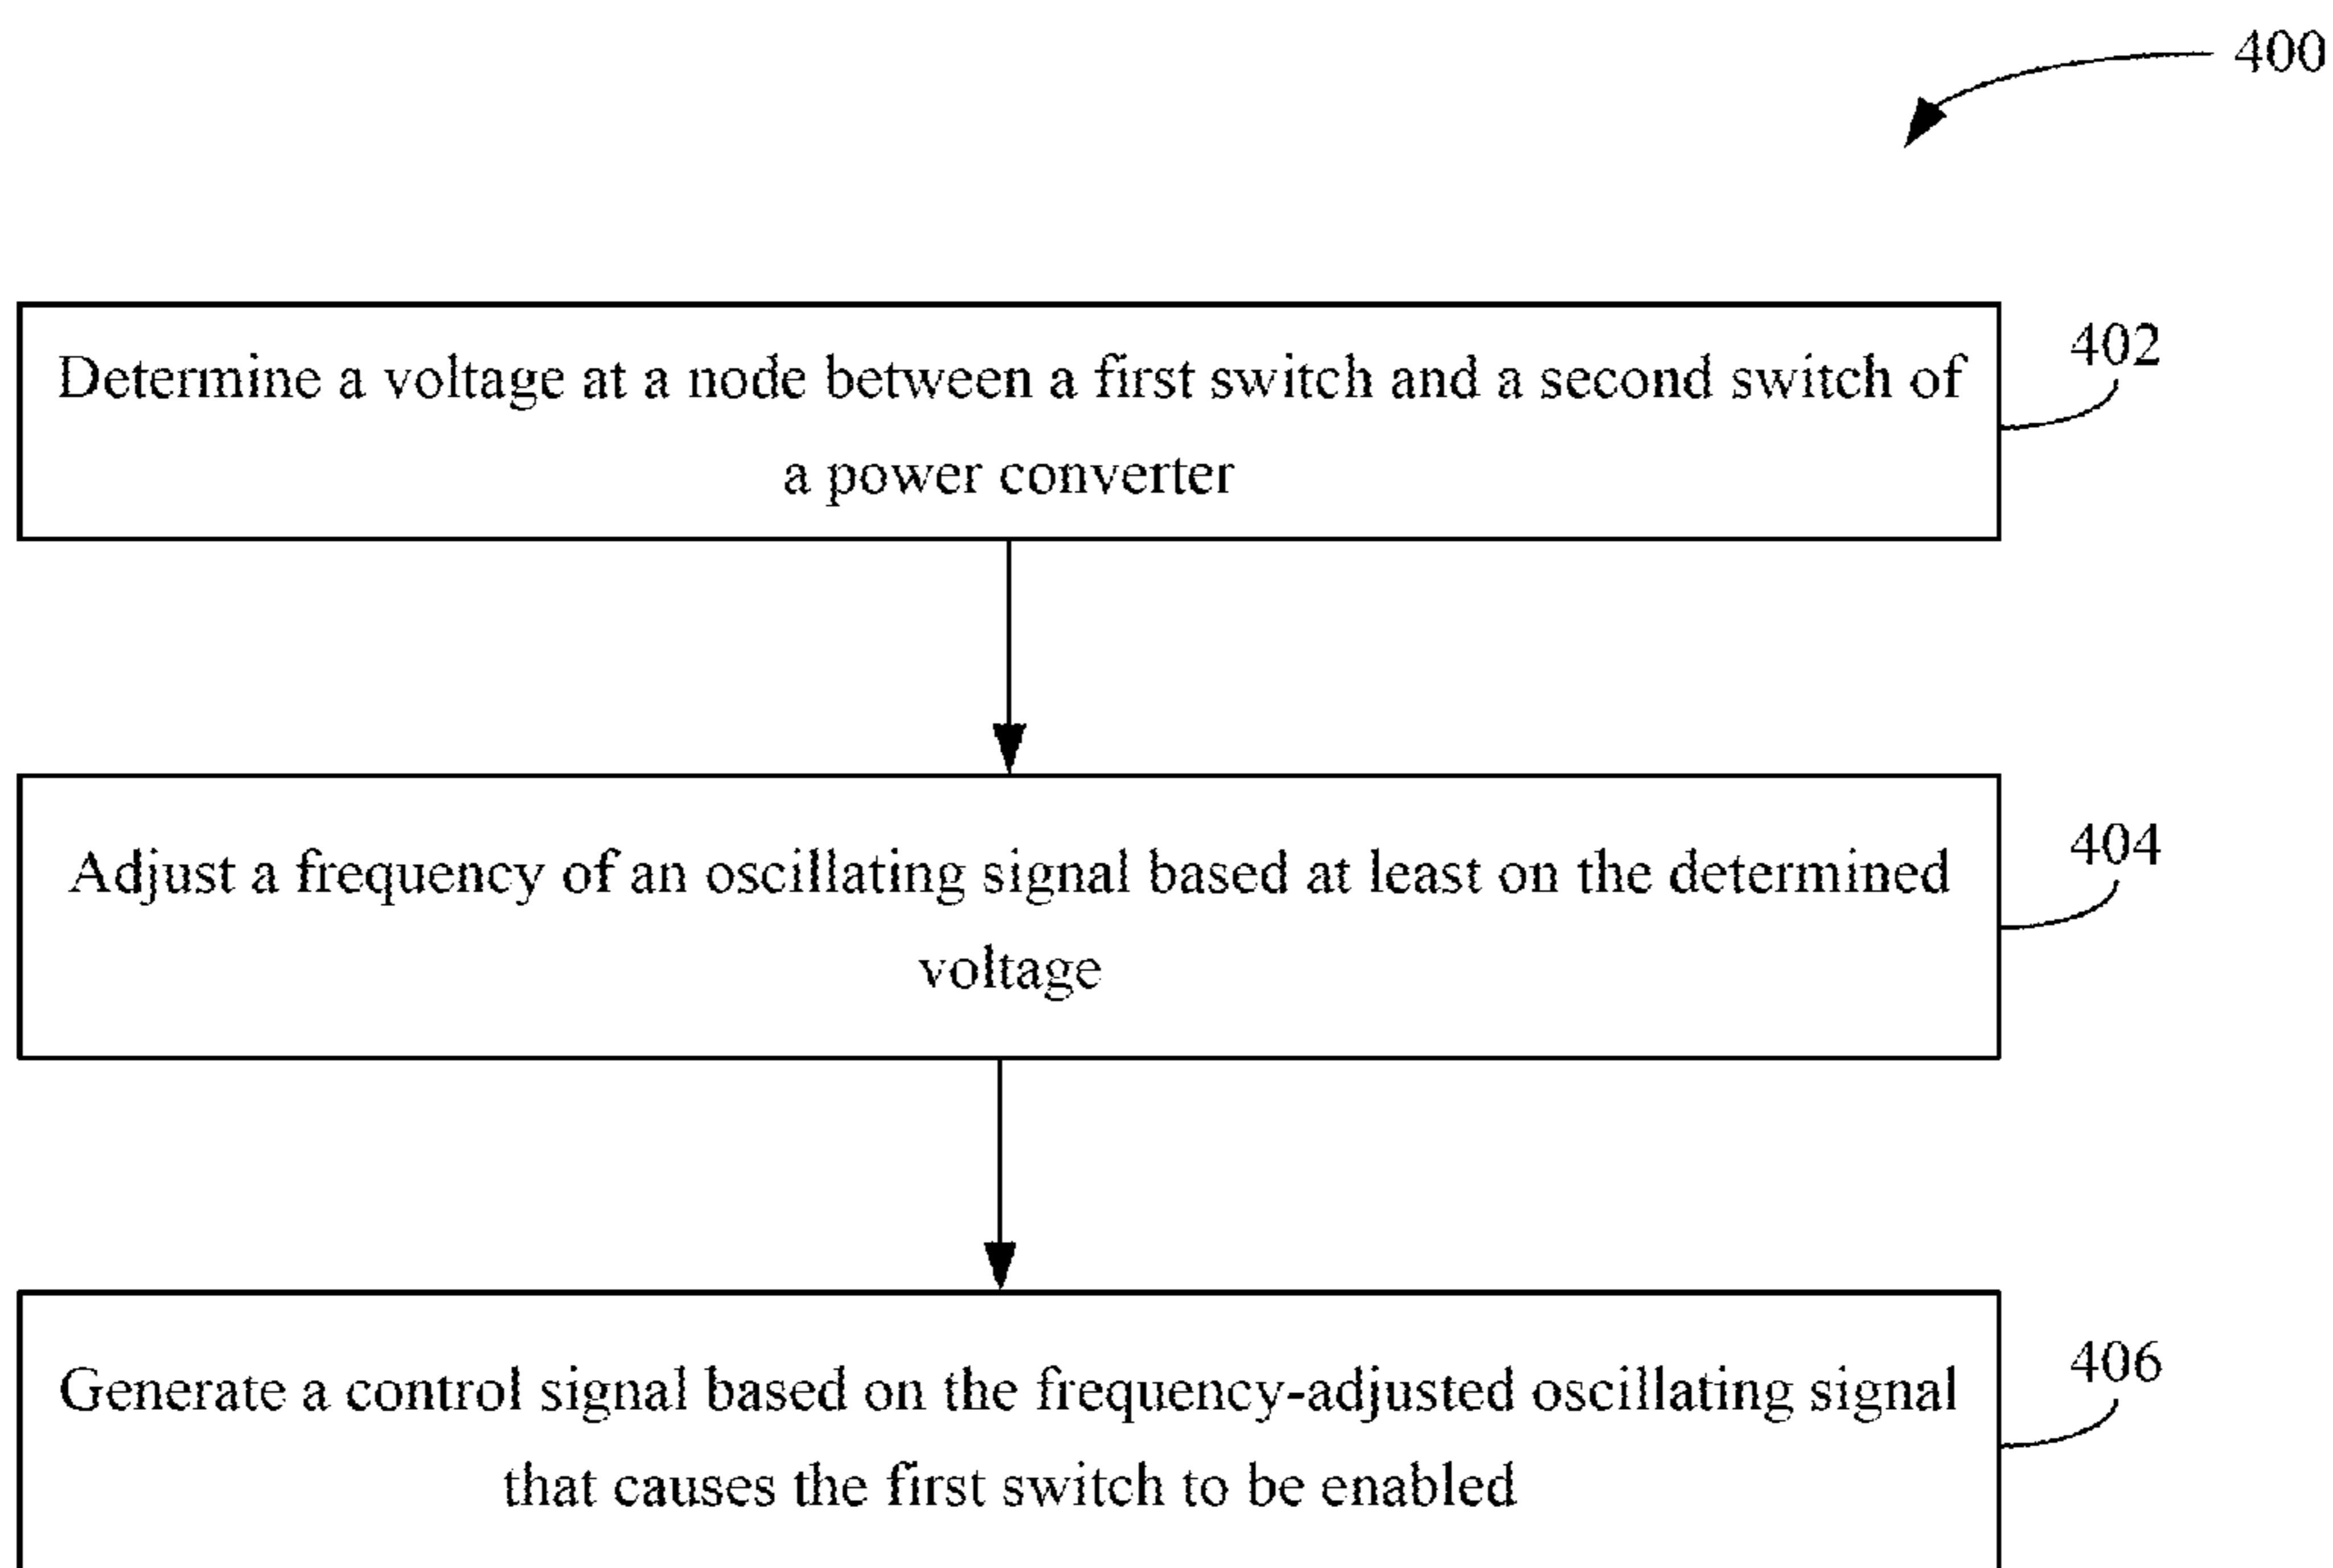 400
Determine a voltage at a node between a first switch and a second switch of
a power converter
402
Adjust a frequency of an oscillating signal based at least on the determined
voltage
404
Generate a control signal based on the frequency-adjusted oscillating signal
that causes the first switch to be enabled
406